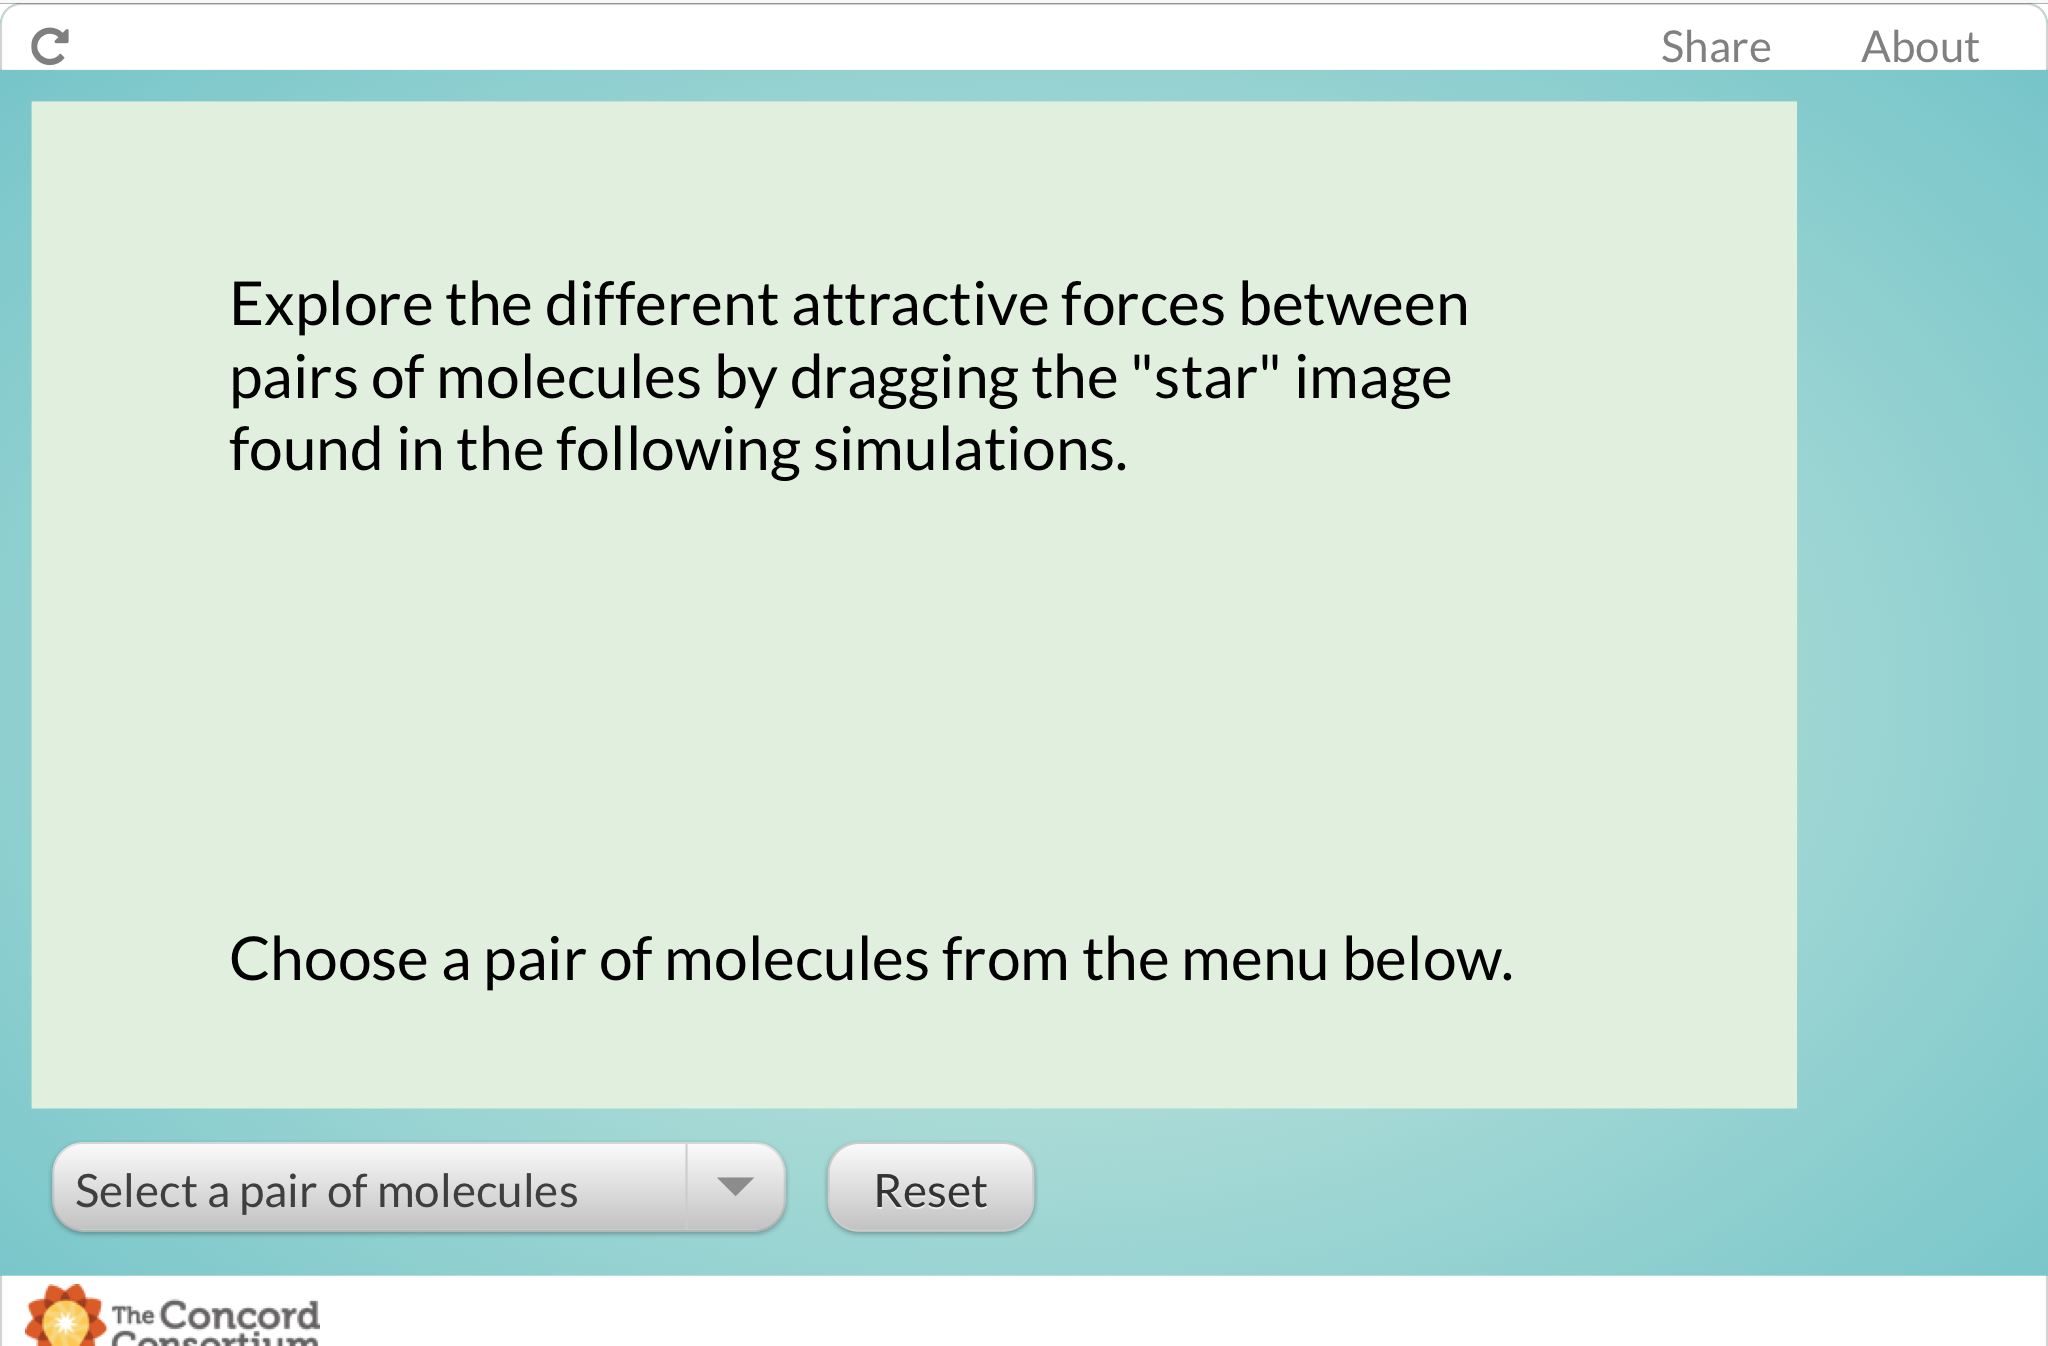 Share About
Explore the different attractive forces between
pairs of molecules by dragging the "star" image
found in the following simulations.
Choose a pair of molecules from the menu below.
Select a pair of molecules
Reset
The Concord
Consortium